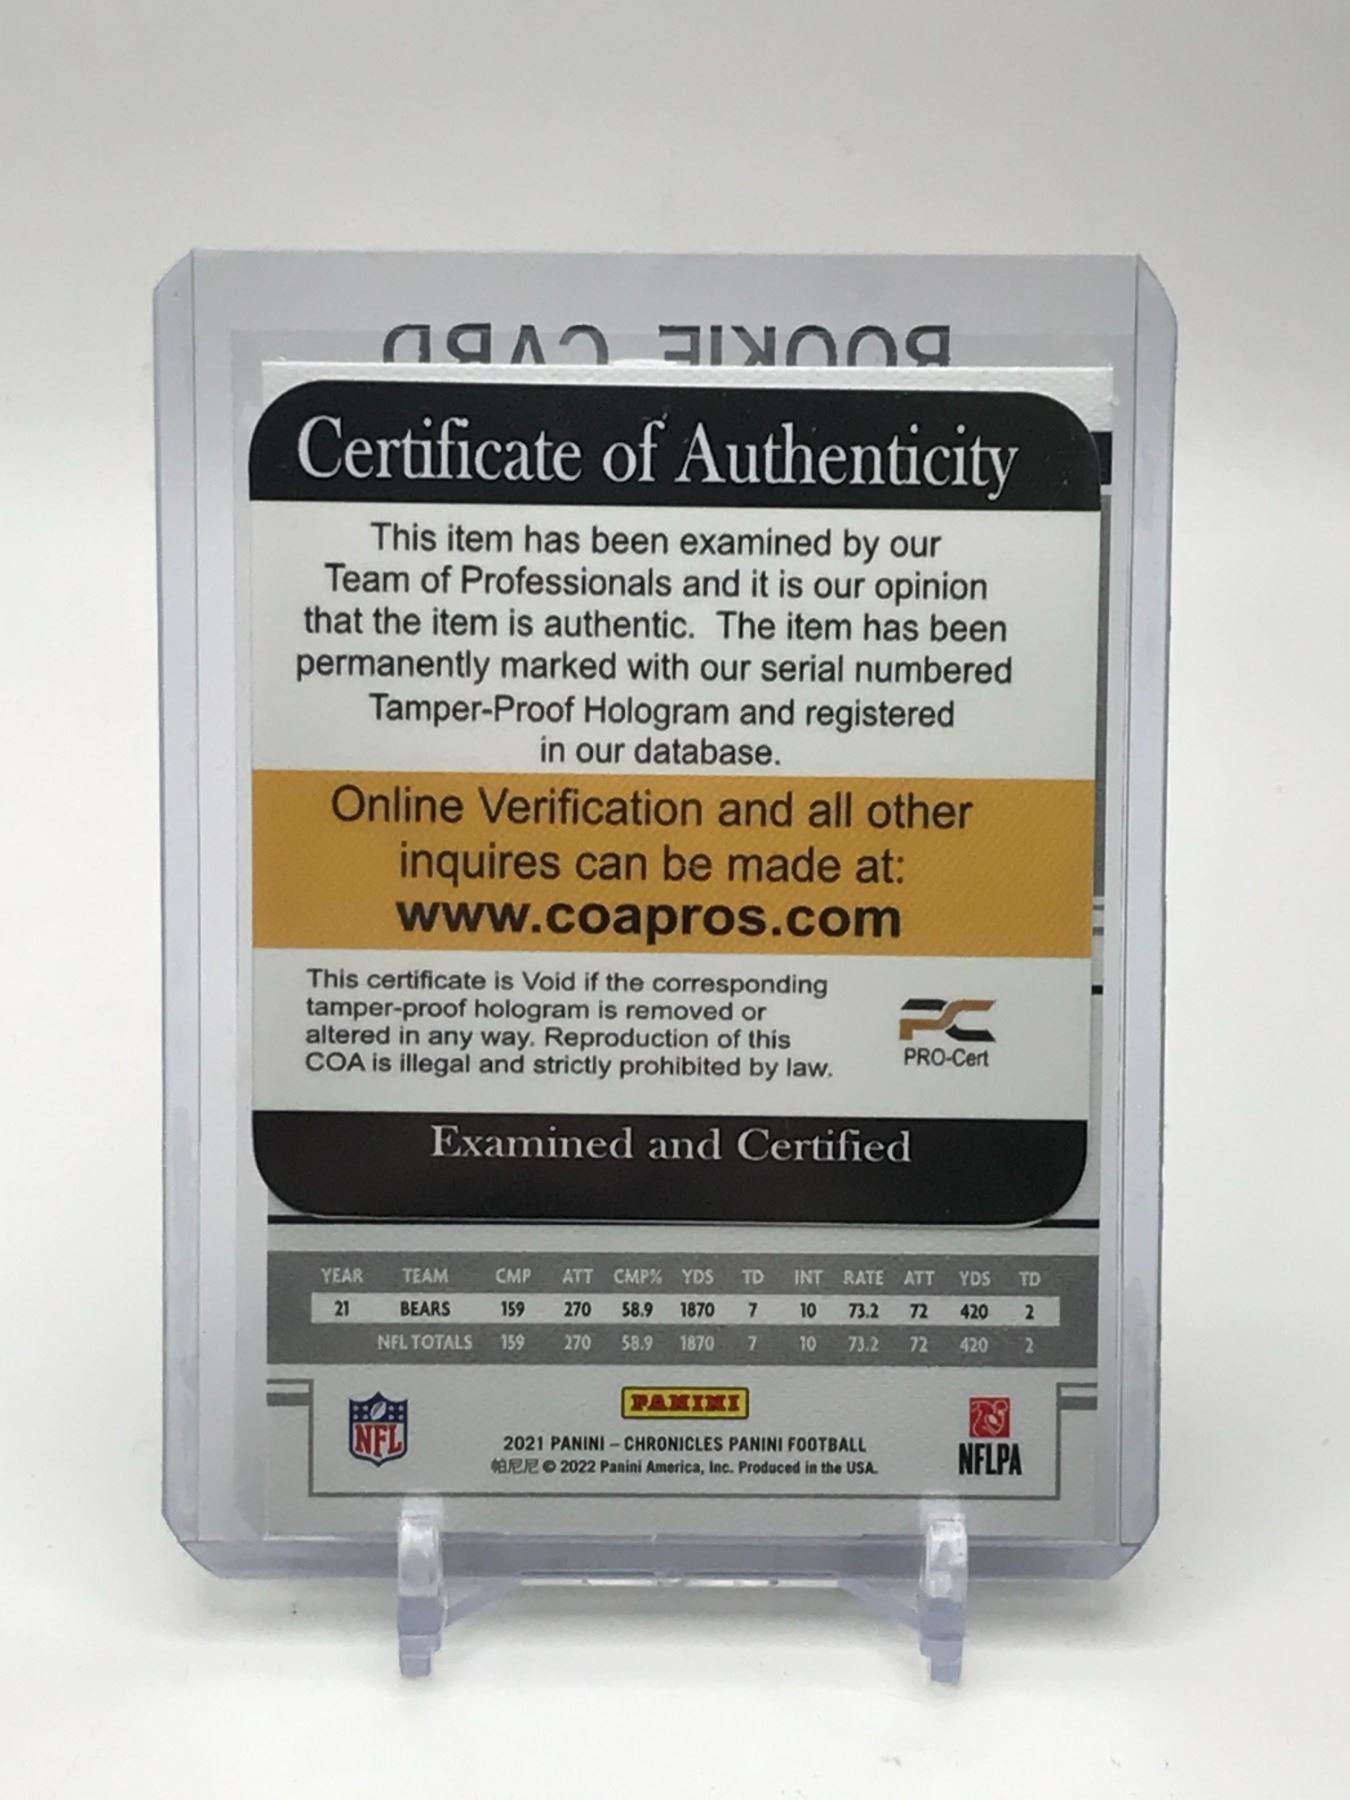 ROOKIE CARD
Certificate of Authenticity
This item has been examined by our
Team of Professionals and it is our opinion
that the item is authentic. The item has been
permanently marked with our serial numbered
Tamper-Proof Hologram and registered
in our database.
Online Verification and all other
inquires can be made at:
www.coapros.com
This certificate is Void if the corresponding
tamper-proof hologram is removed or
altered in any way. Reproduction of this
COA is illegal and strictly prohibited by law.
PC
PRO-Cert
Examined and Certified
YEAR TEAM CMP ATT CMP% YDS TD INT RATE ATT YDS TD
21 BEARS 159 270 58.9 1870 7 10 73.2 72 420 2
NFL TOTALS 159 270 58.9 1870 7 10 73.2 72 420 2
NFL
PANINI
2021 PANINI – CHRONICLES PANINI FOOTBALL
帕尼尼 © 2022 Panini America, Inc. Produced in the USA.
NFLPA